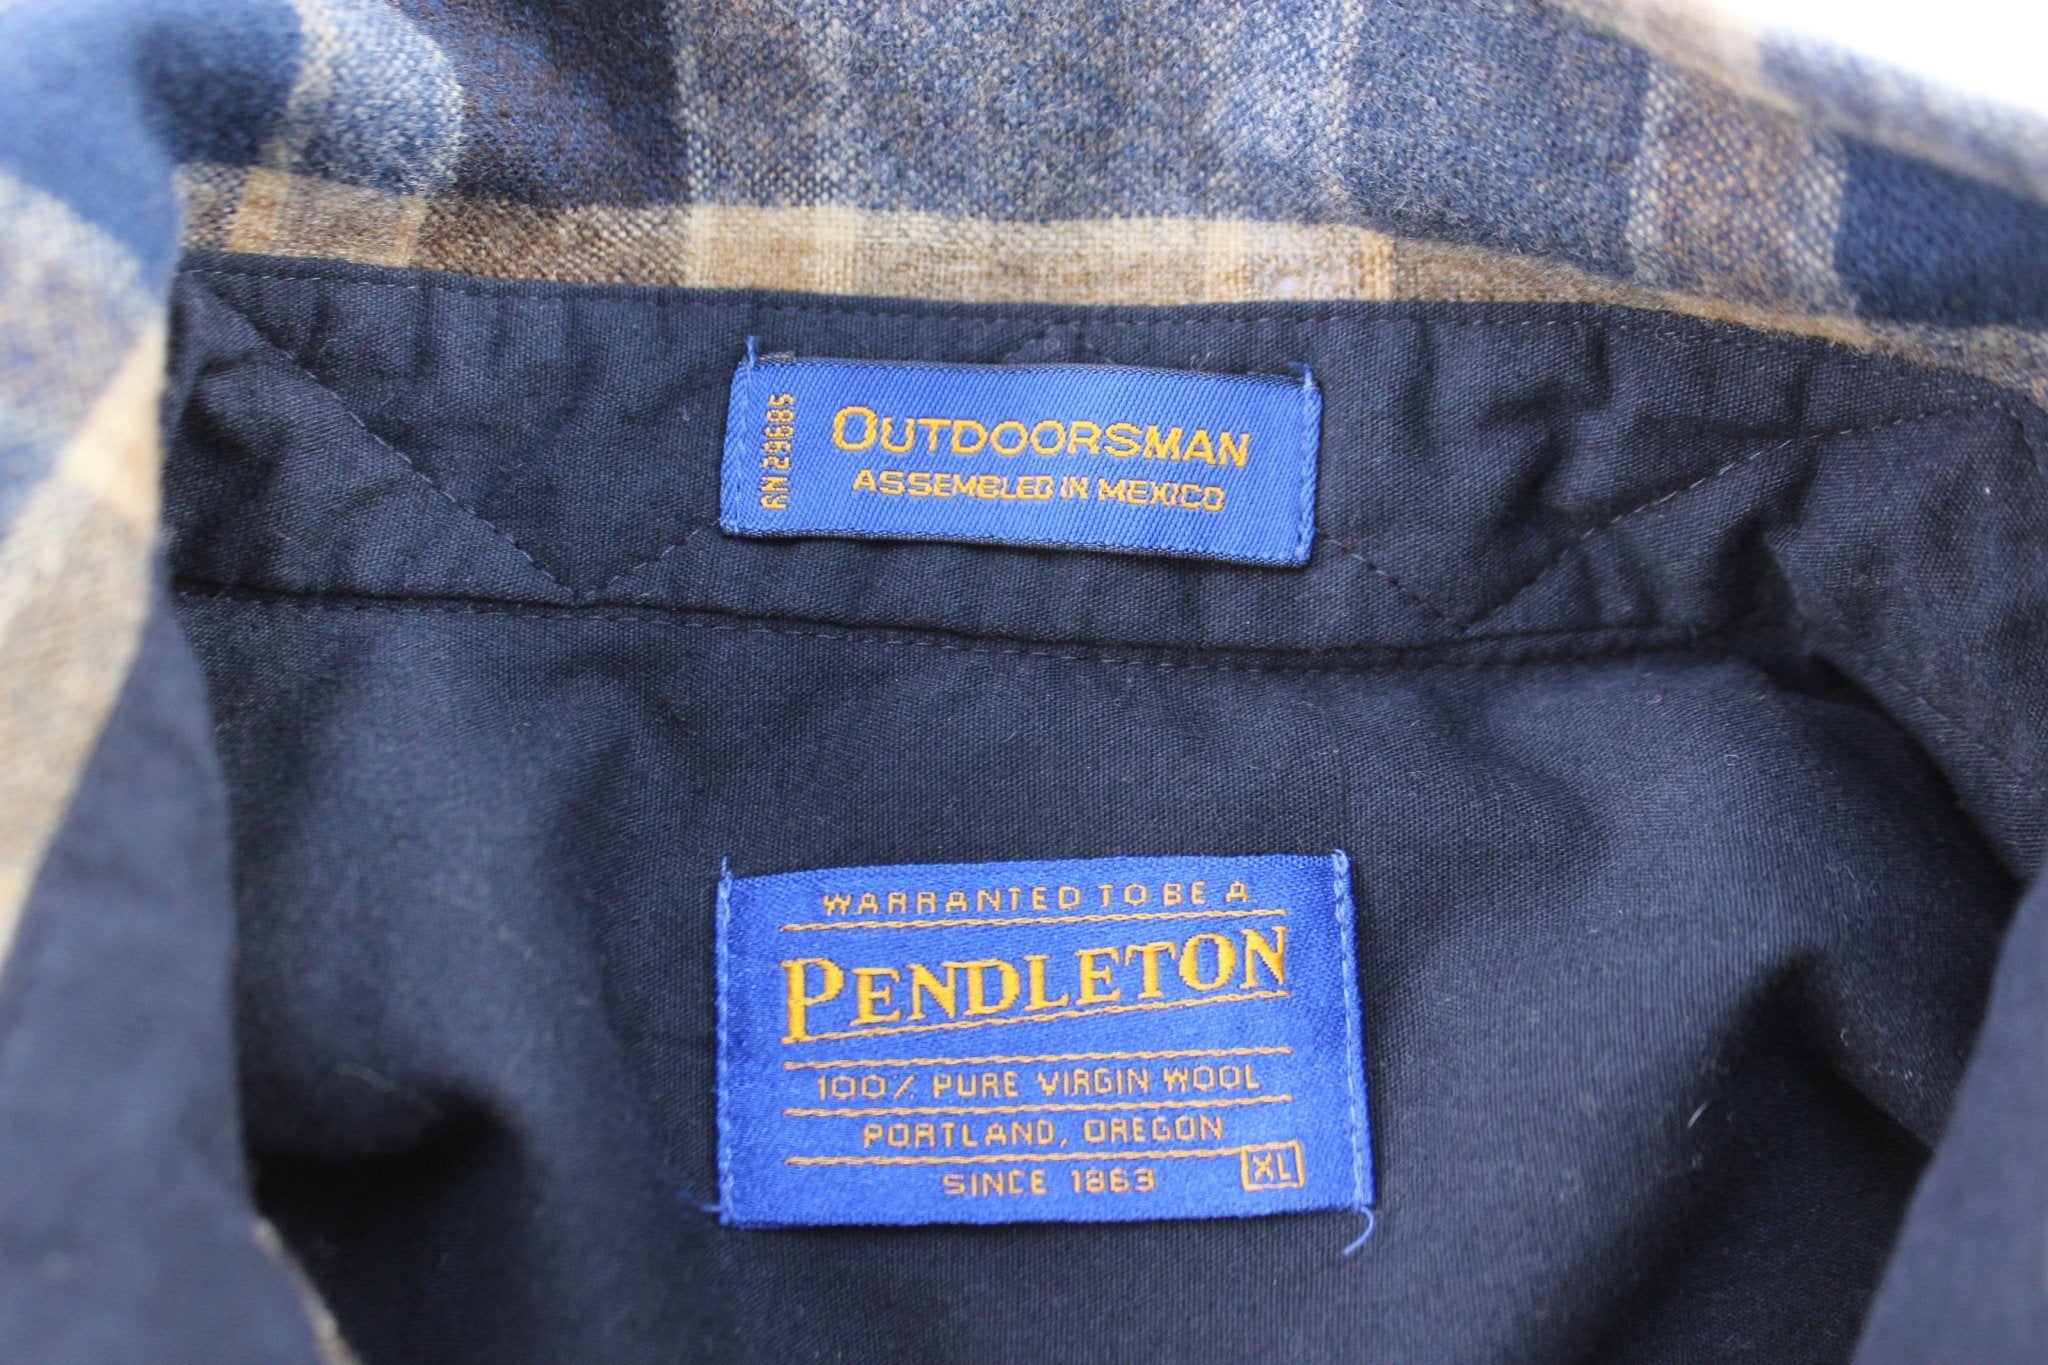 RN 29685
OUTDOORSMAN
ASSEMBLED IN MEXICO
WARRANTED TO BE A
PENDLETON
100% PURE VIRGIN WOOL
PORTLAND, OREGON
SINCE 1863
XL